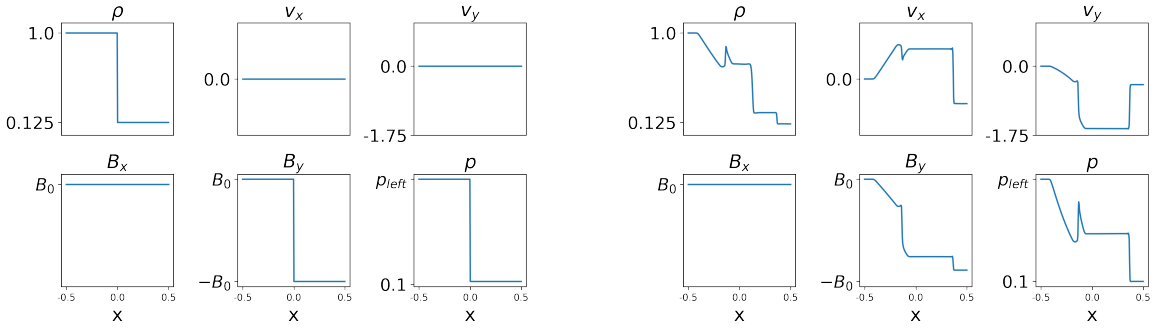 ρ v_x v_y ρ v_x v_y
1.0 0.0 0.0 1.0 0.0 0.0
0.125 -1.75 0.125 -1.75
B_x B_y p B_x B_y p
B_0 B_0 p_left B_0 B_0 p_left
-B_0 0.1 -B_0 0.1
-0.5 0.0 0.5 -0.5 0.0 0.5 -0.5 0.0 0.5 -0.5 0.0 0.5 -0.5 0.0 0.5 -0.5 0.0 0.5
x x x x x x